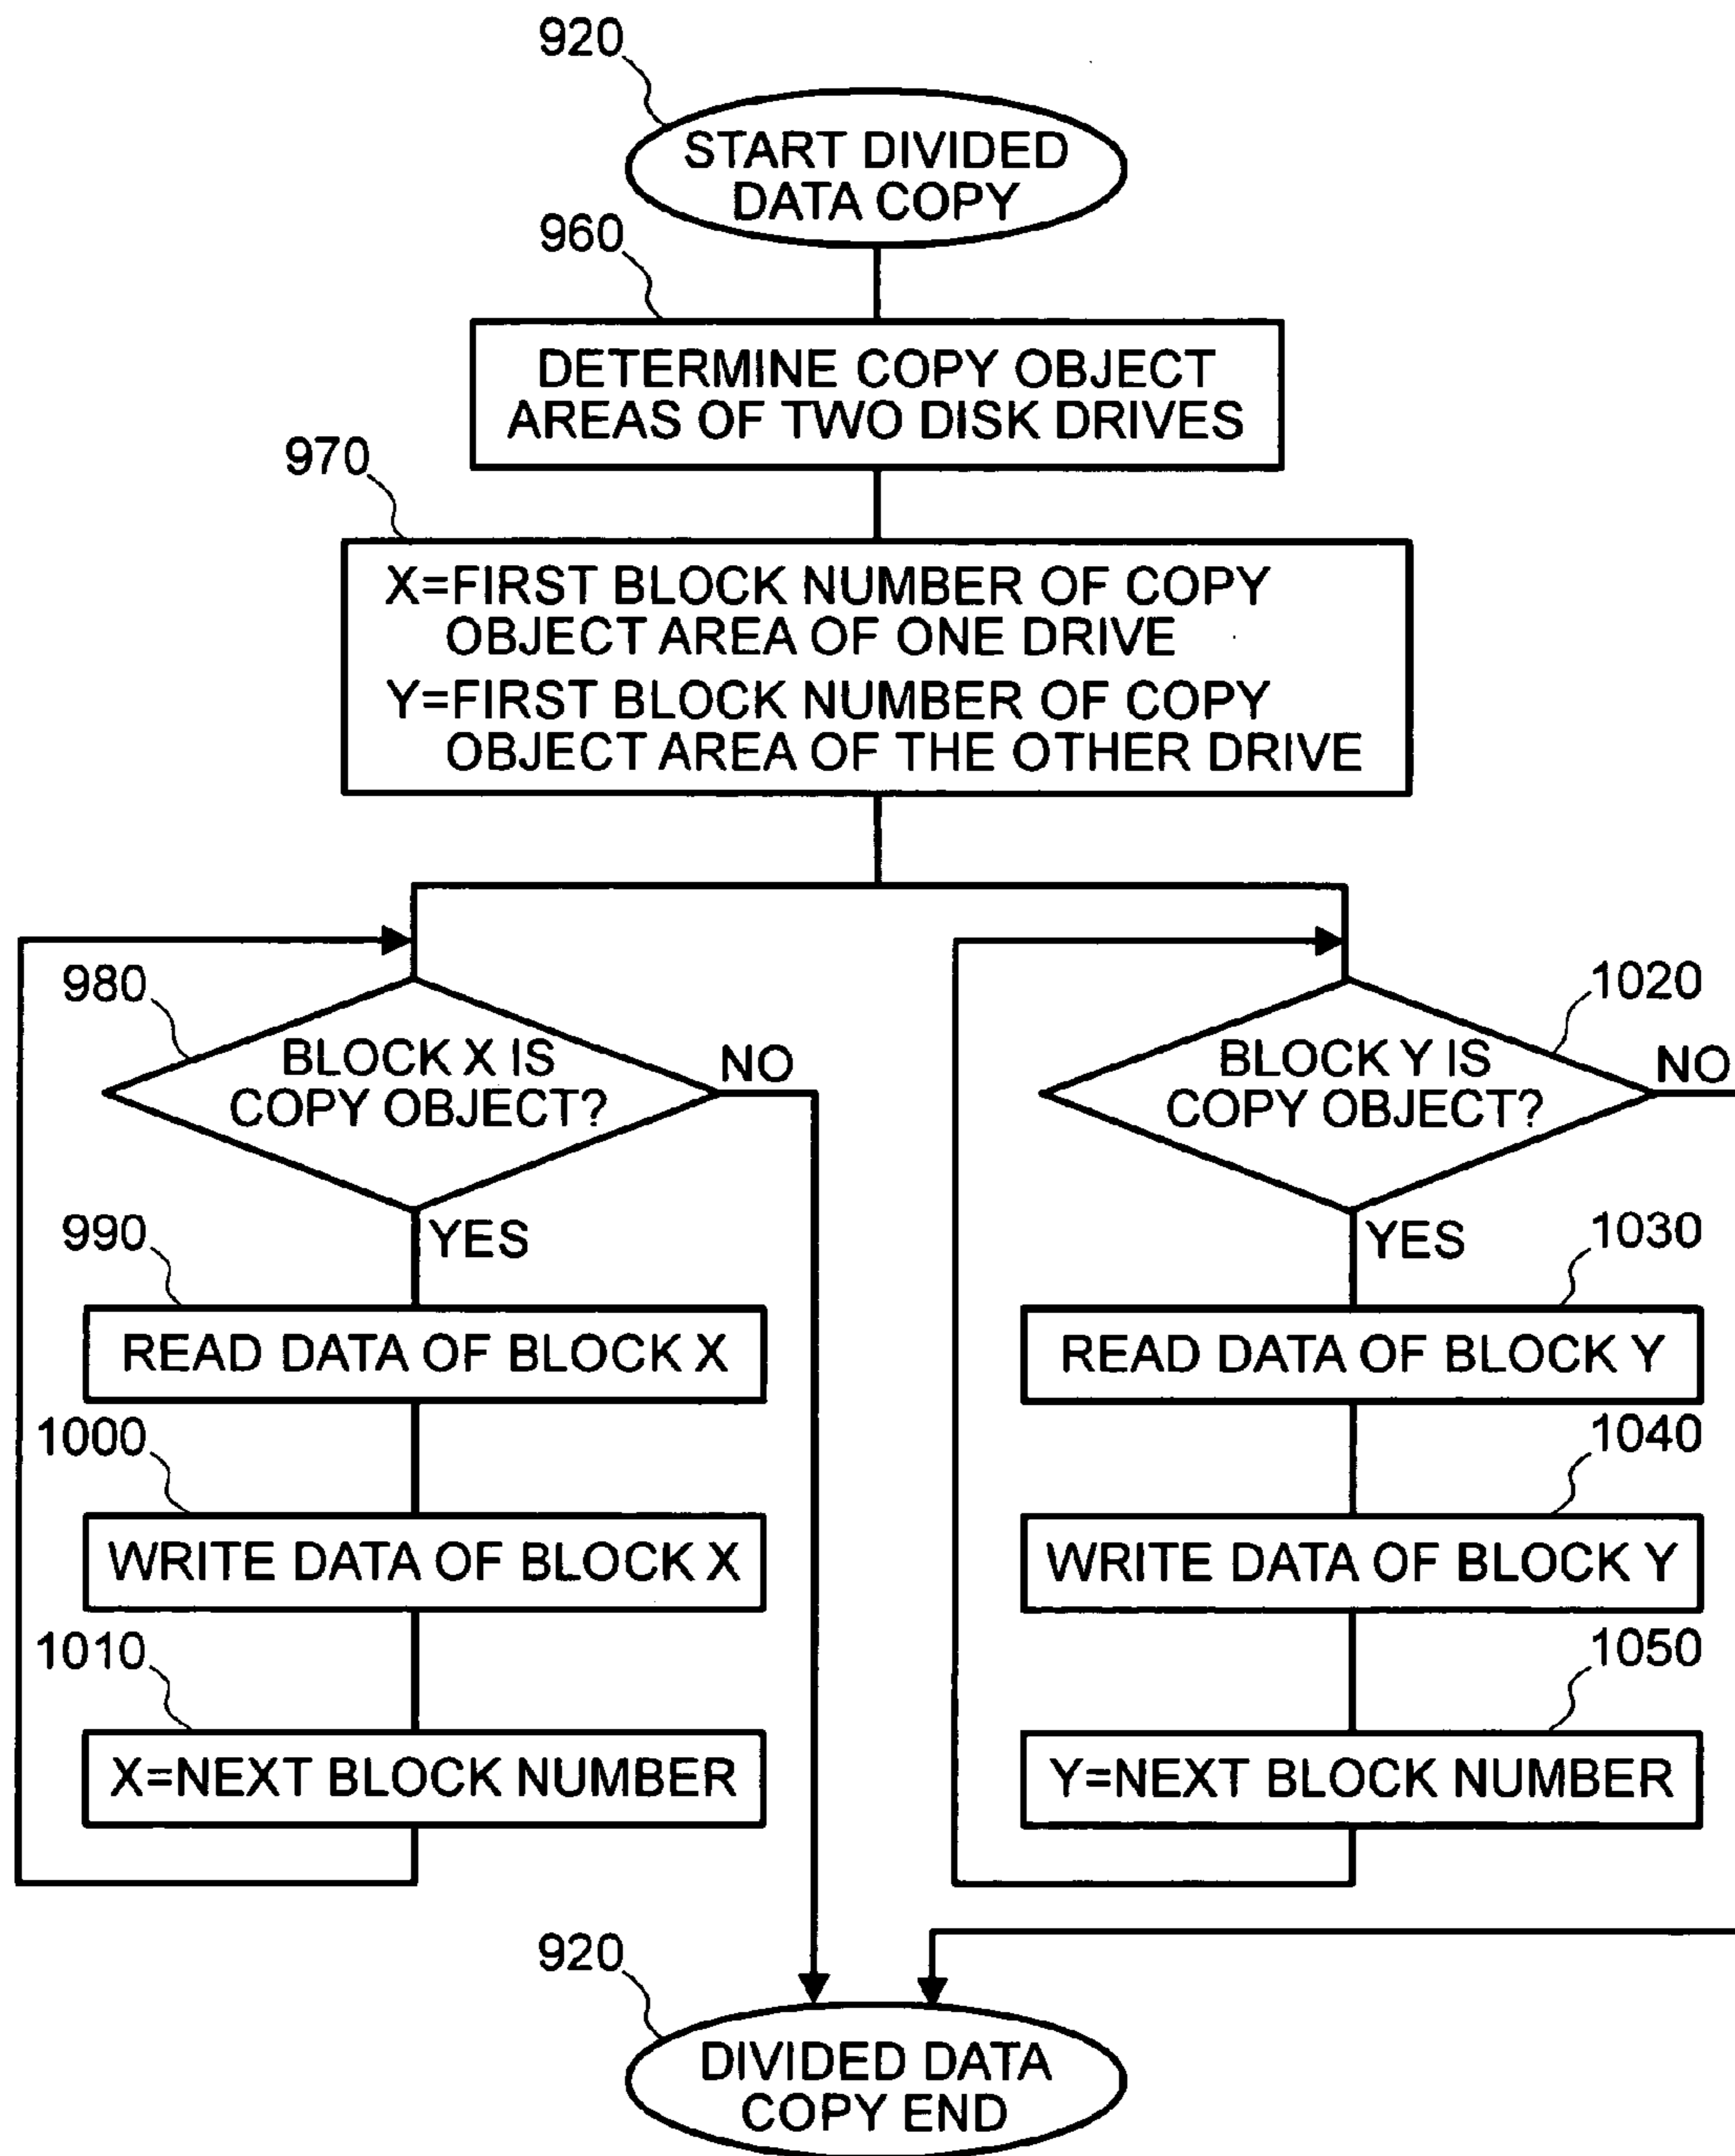 920
START DIVIDED
DATA COPY
960
DETERMINE COPY OBJECT
AREAS OF TWO DISK DRIVES
970
X=FIRST BLOCK NUMBER OF COPY
OBJECT AREA OF ONE DRIVE
Y=FIRST BLOCK NUMBER OF COPY
OBJECT AREA OF THE OTHER DRIVE
980
BLOCK X IS
COPY OBJECT?
NO
YES
990
READ DATA OF BLOCK X
1000
WRITE DATA OF BLOCK X
1010
X=NEXT BLOCK NUMBER
1020
BLOCK Y IS
COPY OBJECT?
NO
YES
1030
READ DATA OF BLOCK Y
1040
WRITE DATA OF BLOCK Y
1050
Y=NEXT BLOCK NUMBER
920
DIVIDED DATA
COPY END